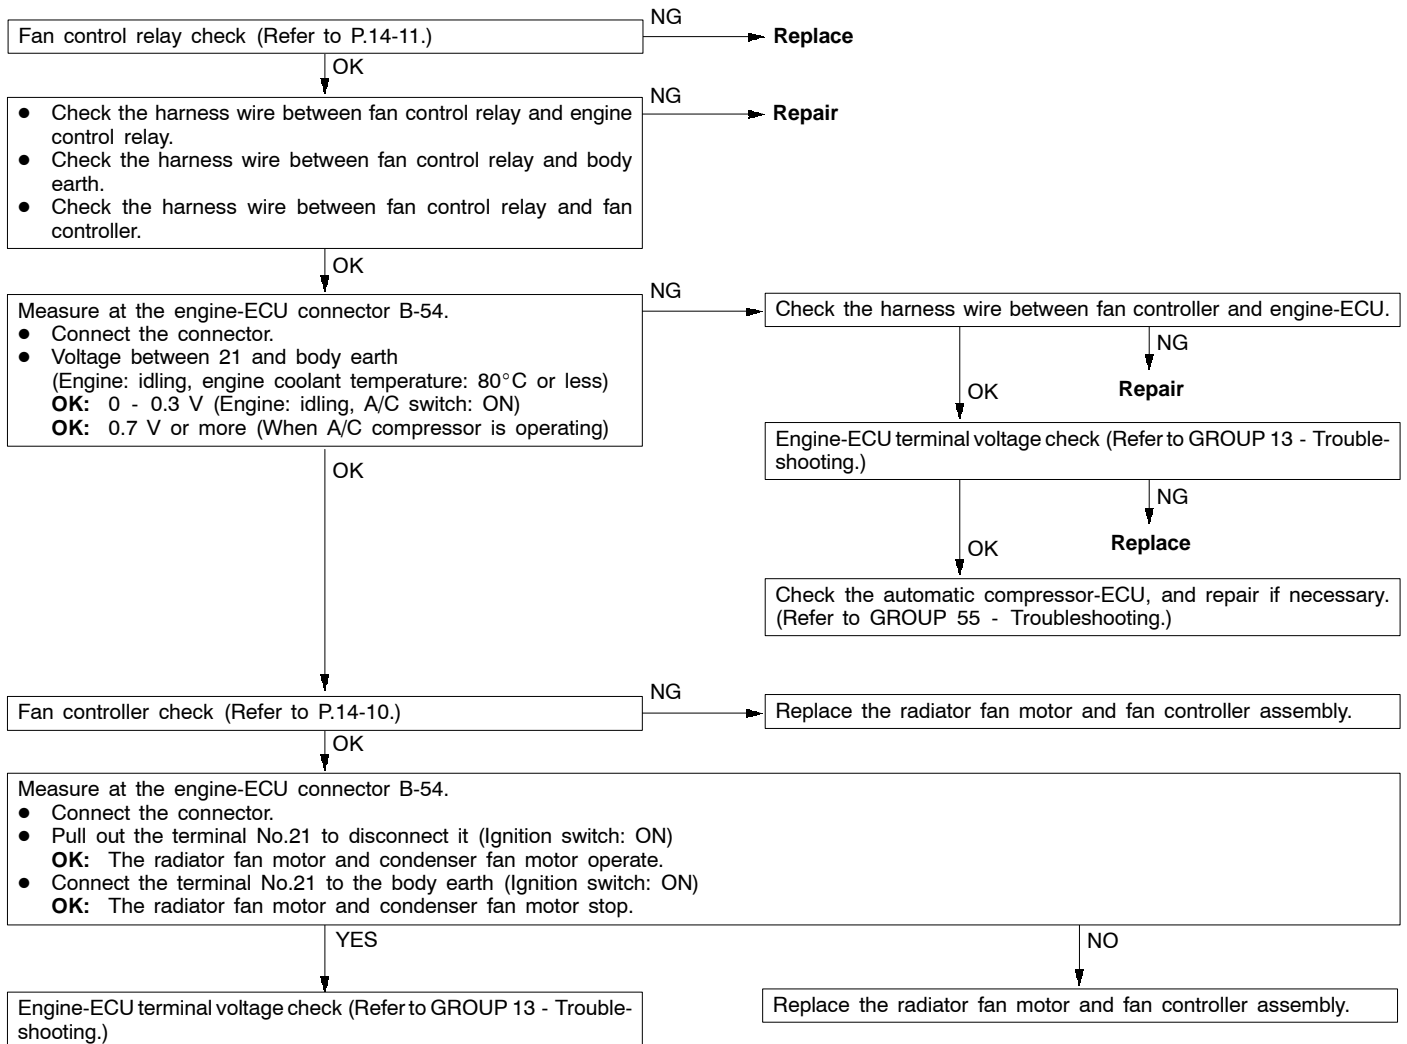 Fan control relay check (Refer to P.14-11.)
NG
Replace
OK
● Check the harness wire between fan control relay and engine
control relay.
● Check the harness wire between fan control relay and body
earth.
● Check the harness wire between fan control relay and fan
controller.
NG
Repair
OK
Measure at the engine-ECU connector B-54.
● Connect the connector.
● Voltage between 21 and body earth
(Engine: idling, engine coolant temperature: 80°C or less)
OK: 0 - 0.3 V (Engine: idling, A/C switch: ON)
OK: 0.7 V or more (When A/C compressor is operating)
NG
Check the harness wire between fan controller and engine-ECU.
NG
Repair
OK
Engine-ECU terminal voltage check (Refer to GROUP 13 - Trouble-
shooting.)
NG
Replace
OK
Check the automatic compressor-ECU, and repair if necessary.
(Refer to GROUP 55 - Troubleshooting.)
OK
Fan controller check (Refer to P.14-10.)
NG
Replace the radiator fan motor and fan controller assembly.
OK
Measure at the engine-ECU connector B-54.
● Connect the connector.
● Pull out the terminal No.21 to disconnect it (Ignition switch: ON)
OK: The radiator fan motor and condenser fan motor operate.
● Connect the terminal No.21 to the body earth (Ignition switch: ON)
OK: The radiator fan motor and condenser fan motor stop.
YES
NO
Engine-ECU terminal voltage check (Refer to GROUP 13 - Trouble-
shooting.)
Replace the radiator fan motor and fan controller assembly.